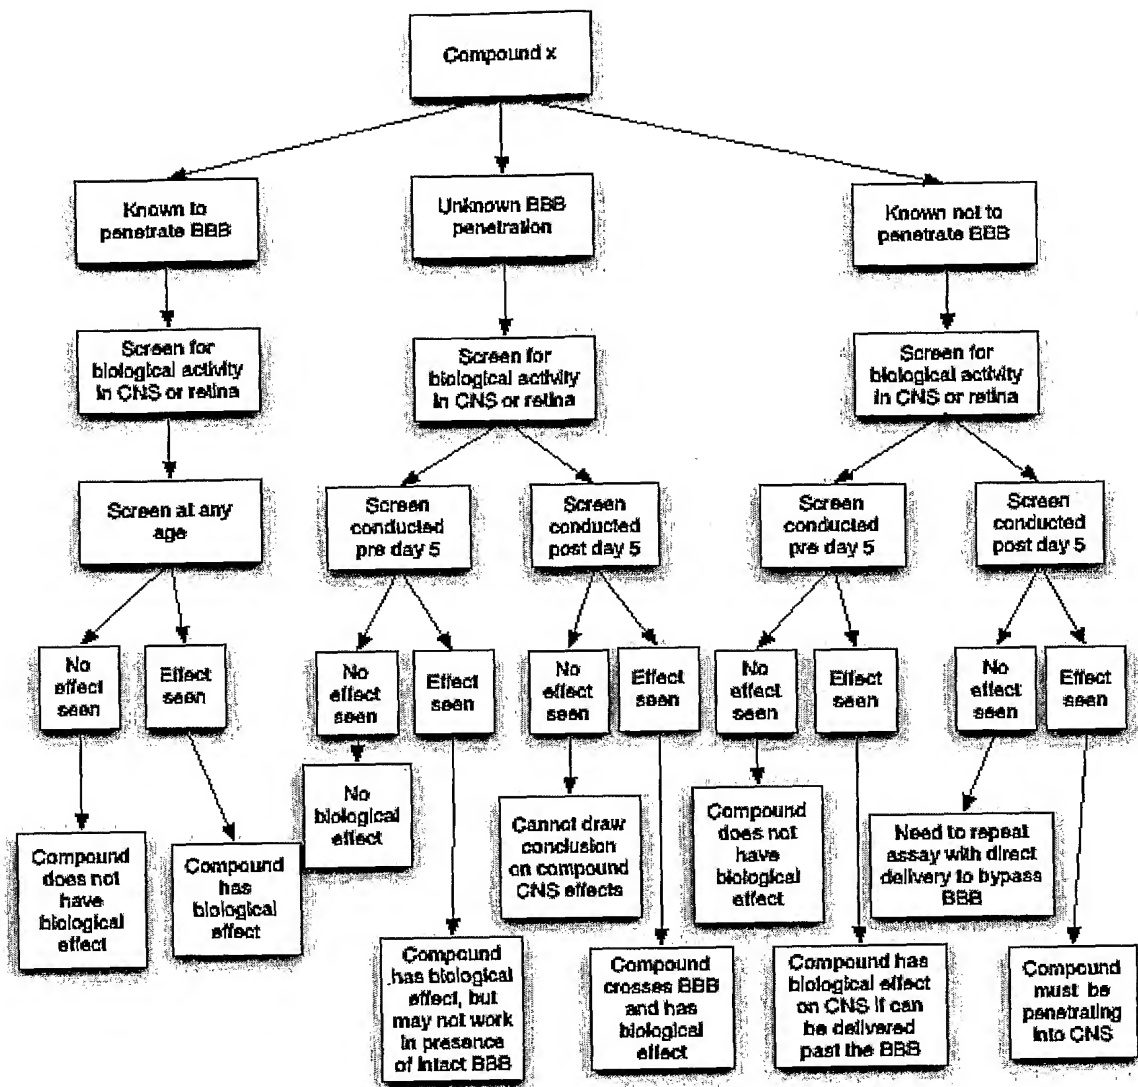 Compound x
Known to
penetrate BBB
Unknown BBB
penetration
Known not to
penetrate BBB
Screen for
biological activity
in CNS or retina
Screen for
biological activity
in CNS or retina
Screen for
biological activity
in CNS or retina
Screen at any
age
Screen
conducted
pre day 5
Screen
conducted
post day 5
Screen
conducted
pre day 5
Screen
conducted
post day 5
No
effect
seen
Effect
seen
No
effect
seen
Effect
seen
No
effect
seen
Effect
seen
No
effect
seen
Effect
seen
No
effect
seen
Effect
seen
Compound
does not
have
biological
effect
Compound
has
biological
effect
No
biological
effect
Compound
has biological
effect, but
may not work
in presence
of intact BBB
Cannot draw
conclusion
on compound
CNS effects
Compound
crosses BBB
and has
biological
effect
Compound
does not
have
biological
effect
Compound has
biological effect
on CNS if can
be delivered
past the BBB
Need to repeat
assay with direct
delivery to bypass
BBB
Compound
must be
penetrating
into CNS